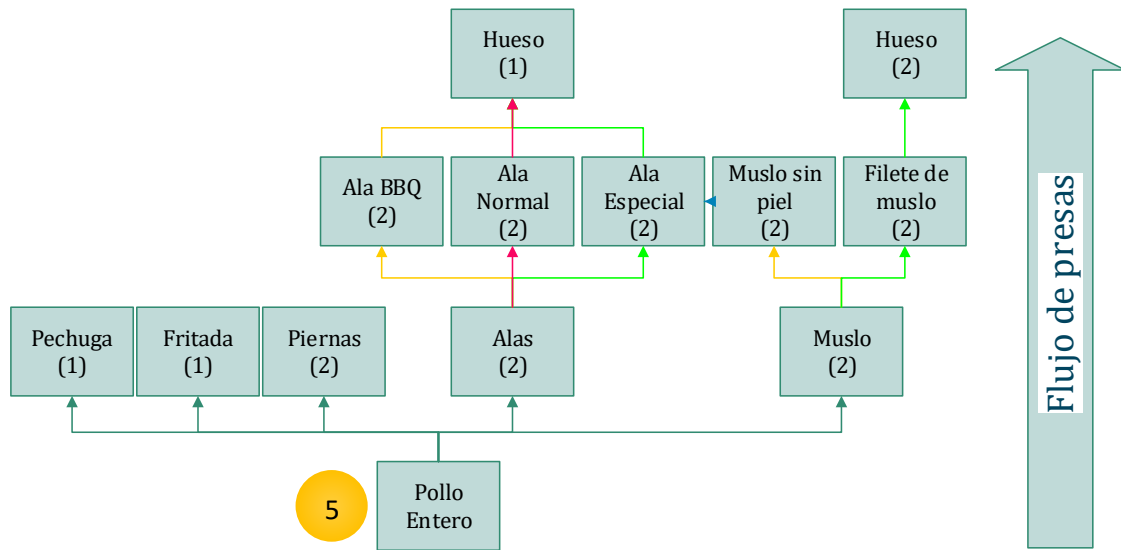 Hueso
(1)
Hueso
(2)
Ala BBQ
(2)
Ala
Normal
(2)
Ala
Especial
(2)
Muslo sin
piel
(2)
Filete de
muslo
(2)
Pechuga
(1)
Fritada
(1)
Piernas
(2)
Alas
(2)
Muslo
(2)
5
Pollo
Entero
Flujo de presas